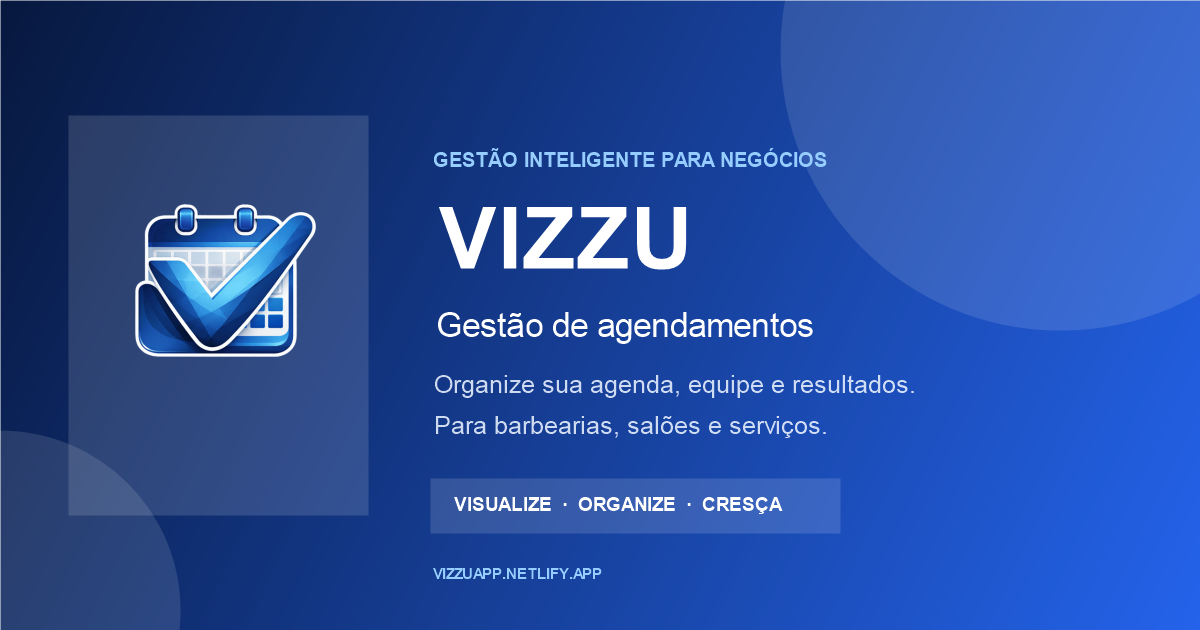 GESTÃO INTELIGENTE PARA NEGÓCIOS
VIZZU
Gestão de agendamentos
Organize sua agenda, equipe e resultados.
Para barbearias, salões e serviços.
VISUALIZE · ORGANIZE · CRESÇA
VIZZUAPP.NETLIFY.APP